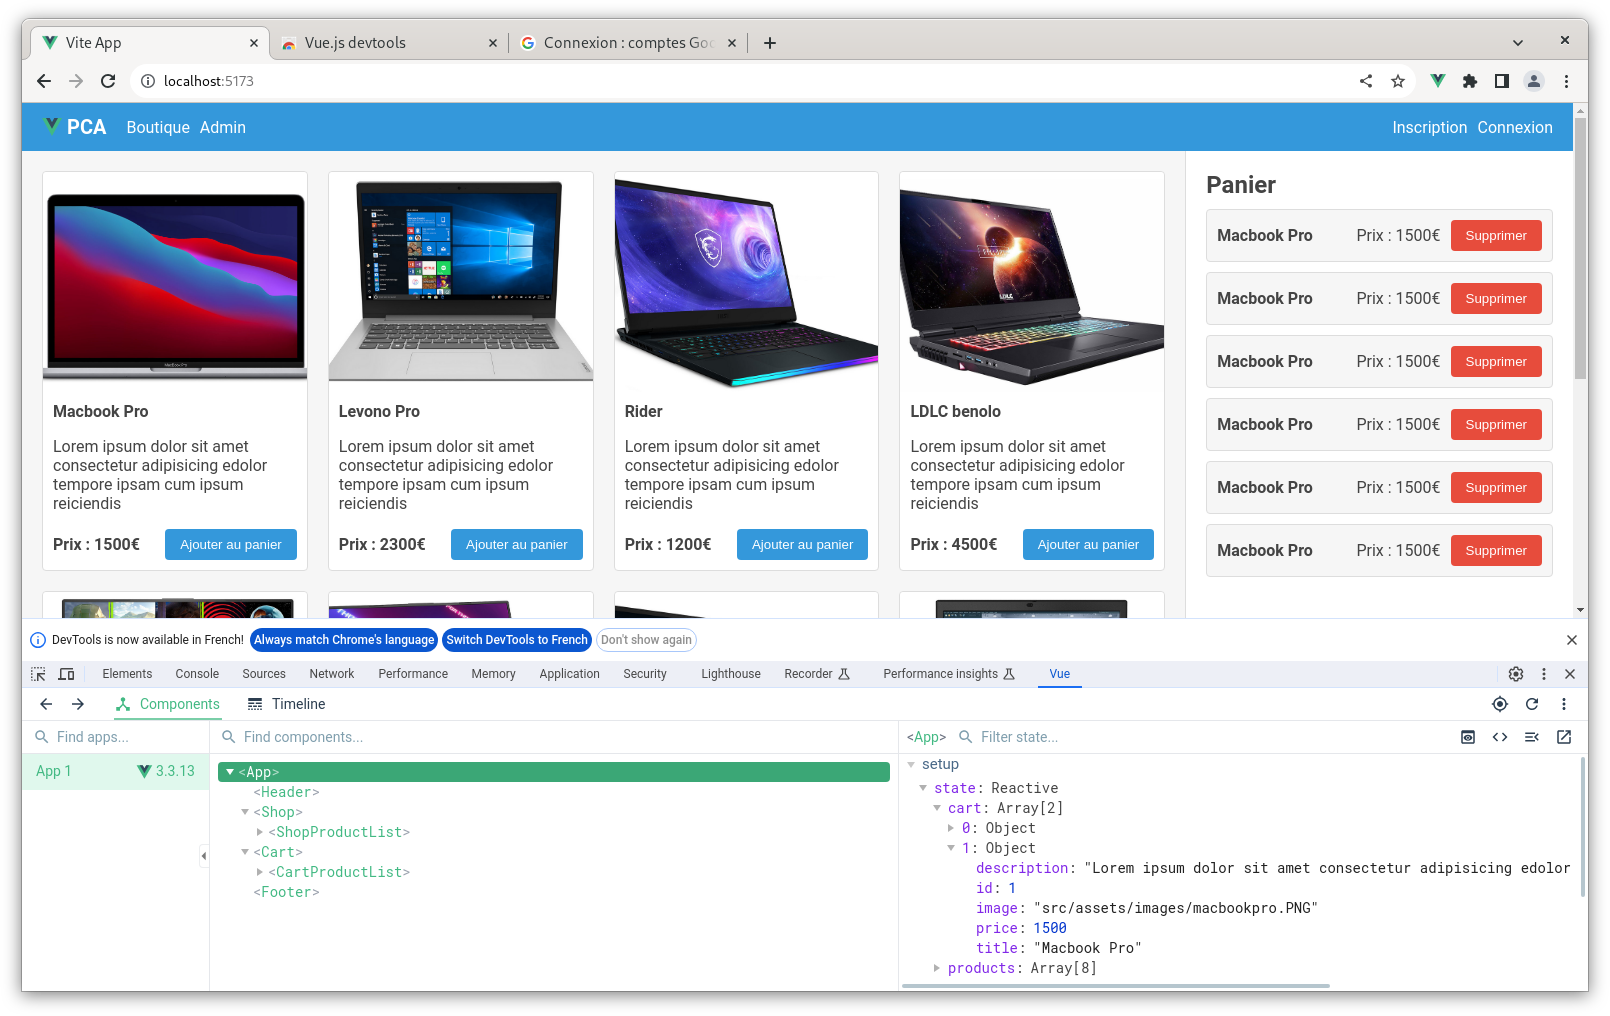 Vite App
Vue.js devtools
Connexion : comptes Goo
localhost:5173
PCA
Boutique
Admin
Inscription
Connexion
Macbook Pro
Lorem ipsum dolor sit amet
consectetur adipisicing edolor
tempore ipsam cum ipsum
reiciendis
Prix : 1500€
Ajouter au panier
Levono Pro
Lorem ipsum dolor sit amet
consectetur adipisicing edolor
tempore ipsam cum ipsum
reiciendis
Prix : 2300€
Ajouter au panier
Rider
Lorem ipsum dolor sit amet
consectetur adipisicing edolor
tempore ipsam cum ipsum
reiciendis
Prix : 1200€
Ajouter au panier
LDLC
LDLC benolo
Lorem ipsum dolor sit amet
consectetur adipisicing edolor
tempore ipsam cum ipsum
reiciendis
Prix : 4500€
Ajouter au panier
Panier
Macbook Pro Prix : 1500€ Supprimer
Macbook Pro Prix : 1500€ Supprimer
Macbook Pro Prix : 1500€ Supprimer
Macbook Pro Prix : 1500€ Supprimer
Macbook Pro Prix : 1500€ Supprimer
Macbook Pro Prix : 1500€ Supprimer
DevTools is now available in French! Always match Chrome's language Switch DevTools to French Don't show again
Elements Console Sources Network Performance Memory Application Security Lighthouse Recorder Performance insights Vue
Components Timeline
Find apps...
App 1 3.3.13
Find components...
<App>
<Header>
<Shop>
<ShopProductList>
<Cart>
<CartProductList>
<Footer>
<App> Filter state...
setup
state: Reactive
cart: Array[2]
0: Object
1: Object
description: "Lorem ipsum dolor sit amet consectetur adipisicing edolor
id: 1
image: "src/assets/images/macbookpro.PNG"
price: 1500
title: "Macbook Pro"
products: Array[8]